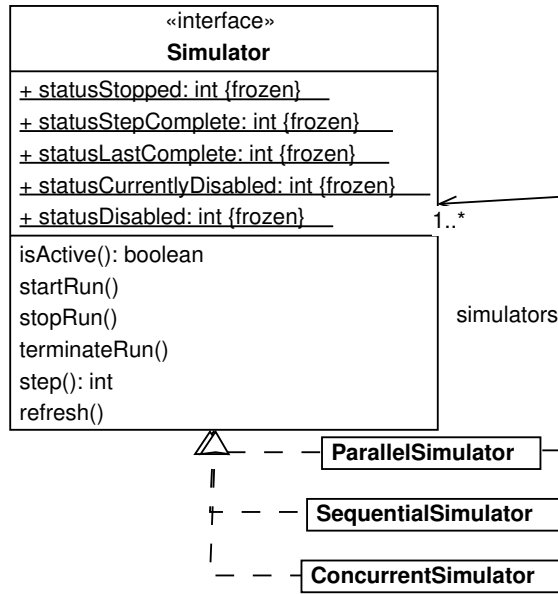 «interface»
Simulator
+ statusStopped: int {frozen}
+ statusStepComplete: int {frozen}
+ statusLastComplete: int {frozen}
+ statusCurrentlyDisabled: int {frozen}
+ statusDisabled: int {frozen}
1..*
isActive(): boolean
startRun()
stopRun()
simulators
terminateRun()
step(): int
refresh()
ParallelSimulator
SequentialSimulator
ConcurrentSimulator